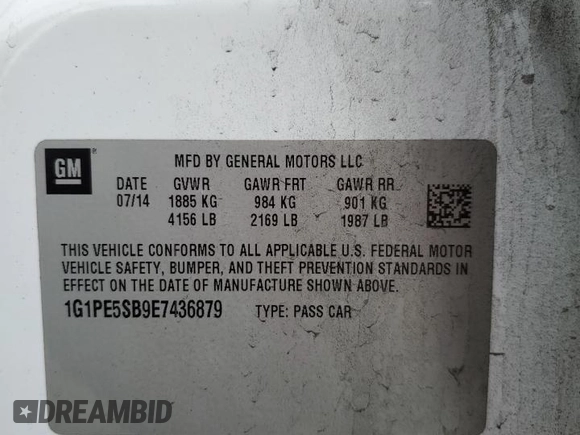 GM
MFD BY GENERAL MOTORS LLC
DATE GVWR GAWR FRT GAWR RR
07/14 1885 KG 984 KG 901 KG
4156 LB 2169 LB 1987 LB
THIS VEHICLE CONFORMS TO ALL APPLICABLE U.S. FEDERAL MOTOR
VEHICLE SAFETY, BUMPER, AND THEFT PREVENTION STANDARDS IN
EFFECT ON THE DATE OF MANUFACTURE SHOWN ABOVE.
1G1PE5SB9E7436879 TYPE: PASS CAR
DREAMBID